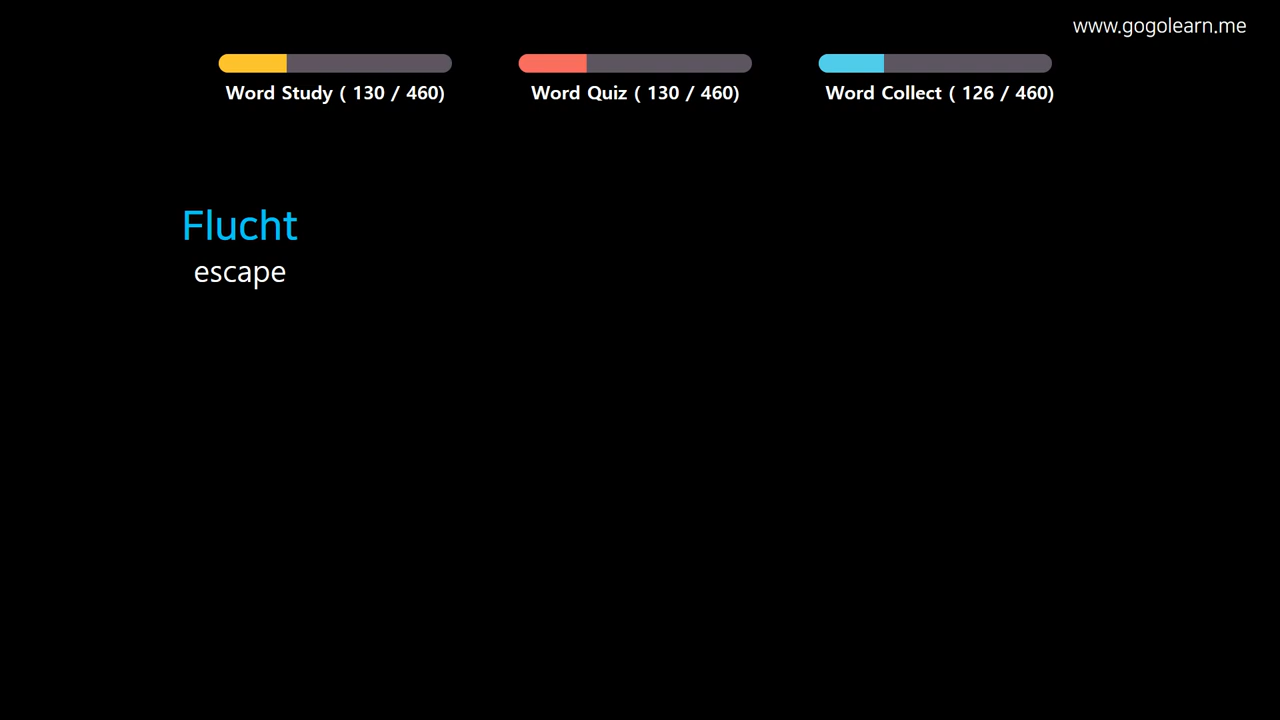 www.gogolearn.me
Word Study ( 130 / 460)
Word Quiz ( 130 / 460)
Word Collect ( 126 / 460)
Flucht
escape